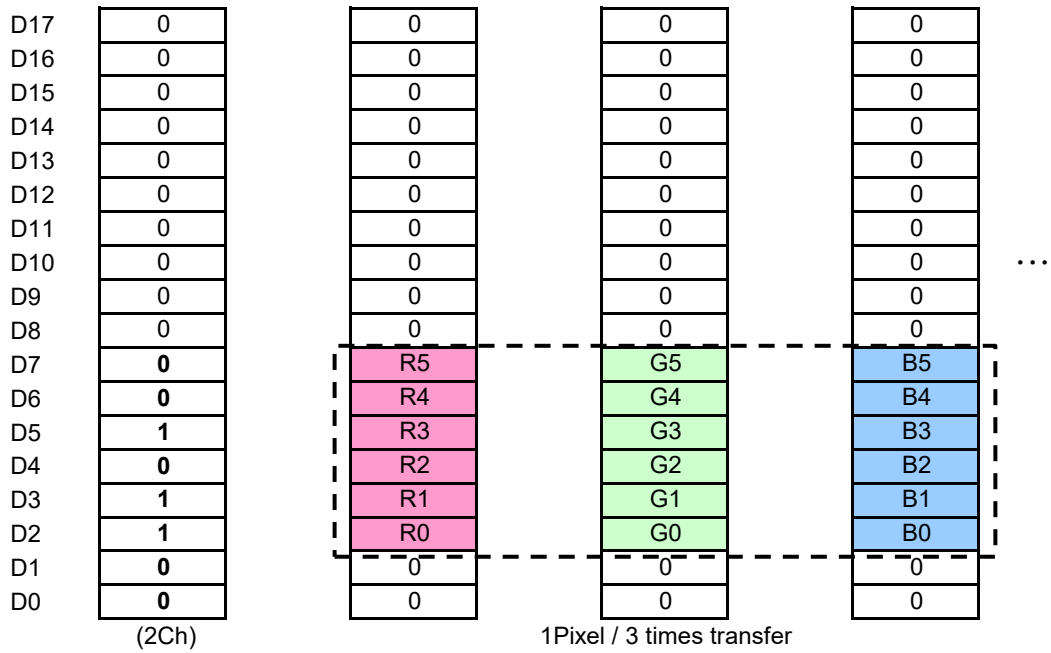 D17 0 0 0 0
D16 0 0 0 0
D15 0 0 0 0
D14 0 0 0 0
D13 0 0 0 0
D12 0 0 0 0
D11 0 0 0 0
D10 0 0 0 0 ...
D9 0 0 0 0
D8 0 0 0 0
D7 0 R5 G5 B5
D6 0 R4 G4 B4
D5 1 R3 G3 B3
D4 0 R2 G2 B2
D3 1 R1 G1 B1
D2 1 R0 G0 B0
D1 0 0 0 0
D0 0 0 0 0
(2Ch) 1Pixel / 3 times transfer